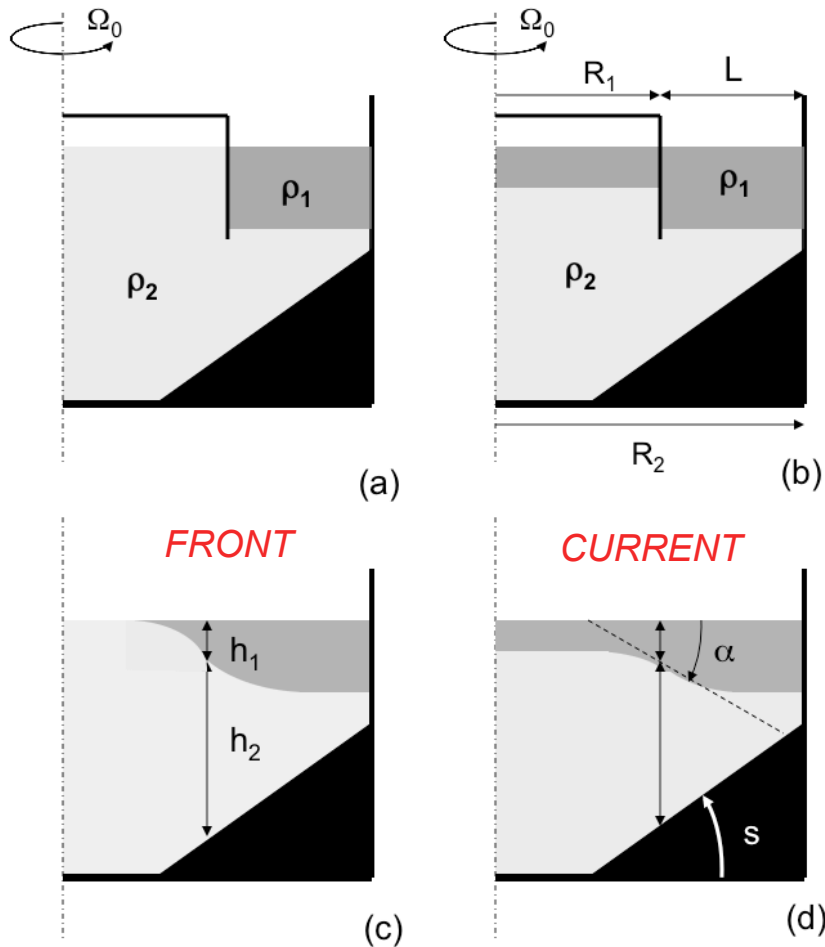 Ω₀
ρ₁
ρ₂
(a)
Ω₀
R₁
L
ρ₁
ρ₂
R₂
(b)
FRONT
h₁
h₂
(c)
CURRENT
α
s
(d)